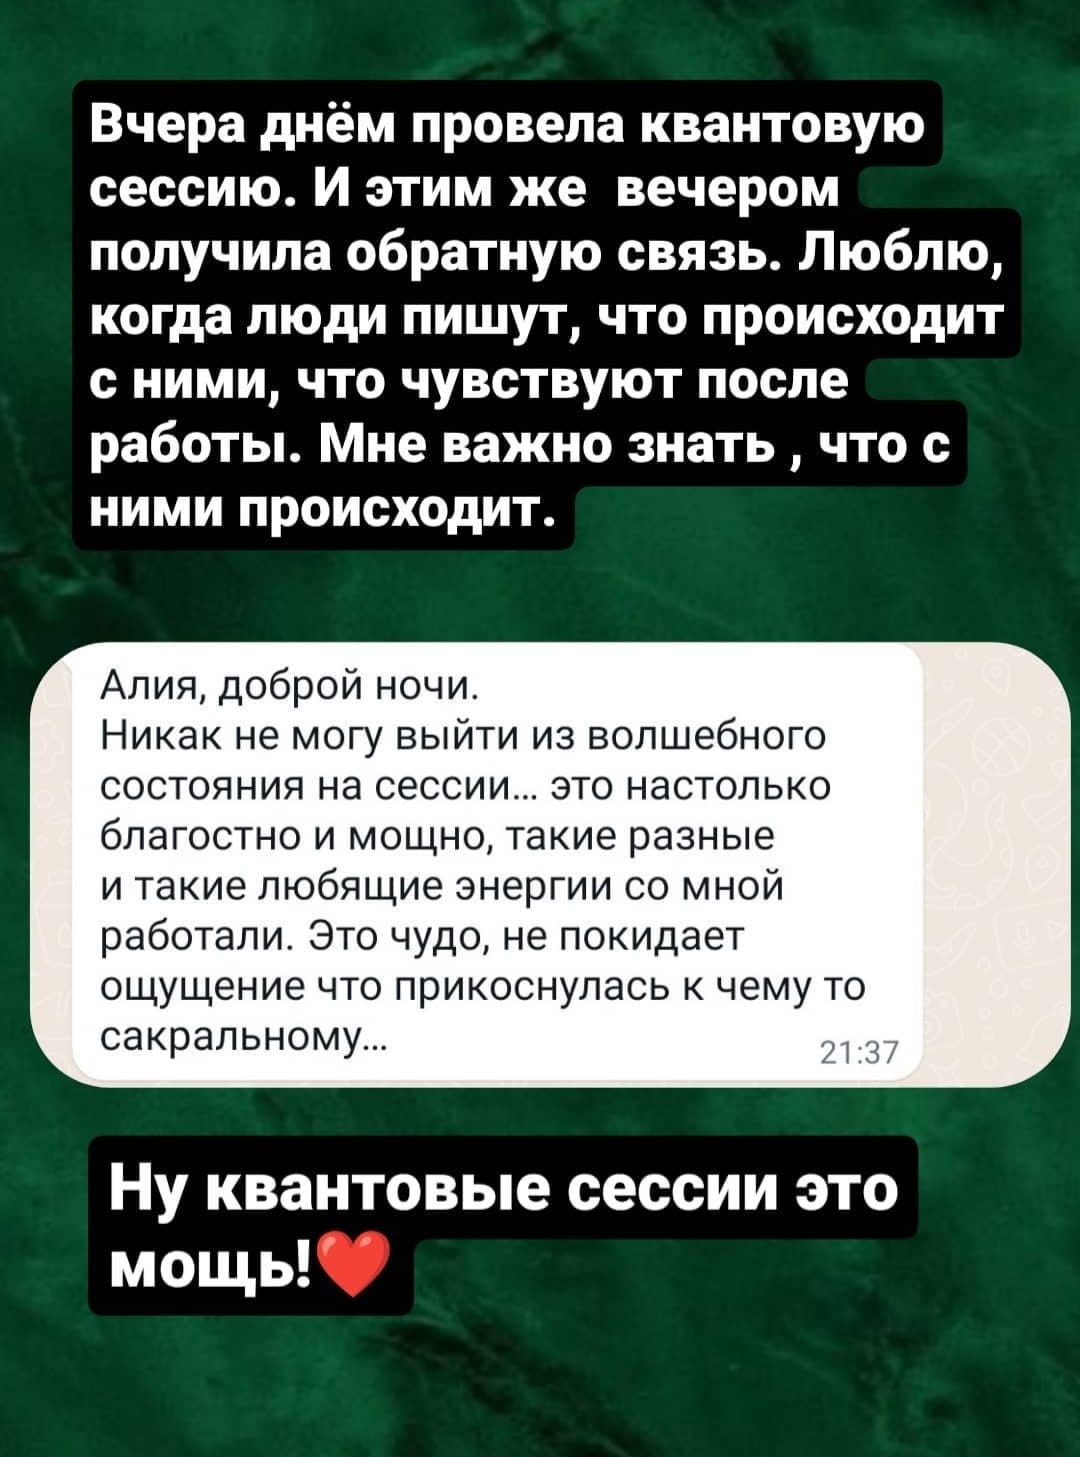 Вчера днём провела квантовую
сессию. И этим же  вечером
получила обратную связь. Люблю,
когда люди пишут, что происходит
с ними, что чувствуют после
работы. Мне важно знать , что с
ними происходит.
Алия, доброй ночи.
Никак не могу выйти из волшебного
состояния на сессии... это настолько
благостно и мощно, такие разные
и такие любящие энергии со мной
работали. Это чудо, не покидает
ощущение что прикоснулась к чему то
сакральному...
21:37
Ну квантовые сессии это
мощь!❤️